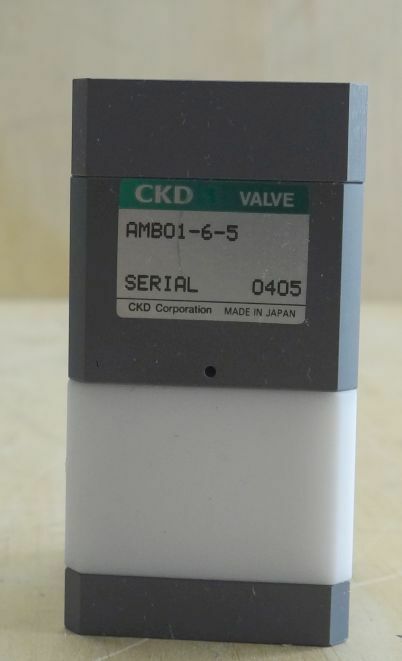 CKD VALVE
AMB01-6-5
SERIAL 0405
CKD Corporation MADE IN JAPAN